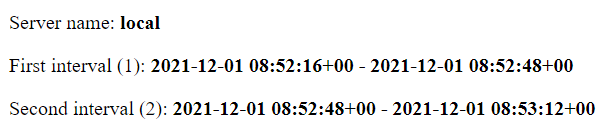 Server name: local
First interval (1): 2021-12-01 08:52:16+00 - 2021-12-01 08:52:48+00
Second interval (2): 2021-12-01 08:52:48+00 - 2021-12-01 08:53:12+00